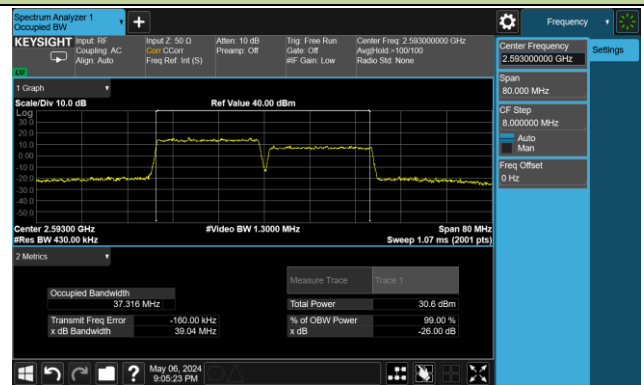 Spectrum Analyzer 1
Occupied BW
Frequency
KEYSIGHT
Input: RF
Coupling: AC
Align: Auto
Input Z: 50 Ω
Corr CCorr
Freq Ref: Int (S)
Atten: 10 dB
Preamp: Off
Trig: Free Run
Gate: Off
#IF Gain: Low
Center Freq: 2.593000000 GHz
Avg|Hold:>100/100
Radio Std: None
Center Frequency
2.593000000 GHz
Settings
Span
80.000 MHz
CF Step
8.000000 MHz
Auto
Man
Freq Offset
0 Hz
1 Graph
Scale/Div 10.0 dB
Ref Value 40.00 dBm
Log
30.0
20.0
10.0
0.00
-10.0
-20.0
-30.0
-40.0
-50.0
Center 2.59300 GHz
#Video BW 1.3000 MHz
Span 80 MHz
#Res BW 430.00 kHz
Sweep 1.07 ms (2001 pts)
2 Metrics
Measure Trace
Trace 1
Occupied Bandwidth
37.316 MHz
Total Power
30.6 dBm
Transmit Freq Error
-160.00 kHz
% of OBW Power
99.00 %
x dB Bandwidth
39.04 MHz
x dB
-26.00 dB
?
May 06, 2024
9:05:23 PM